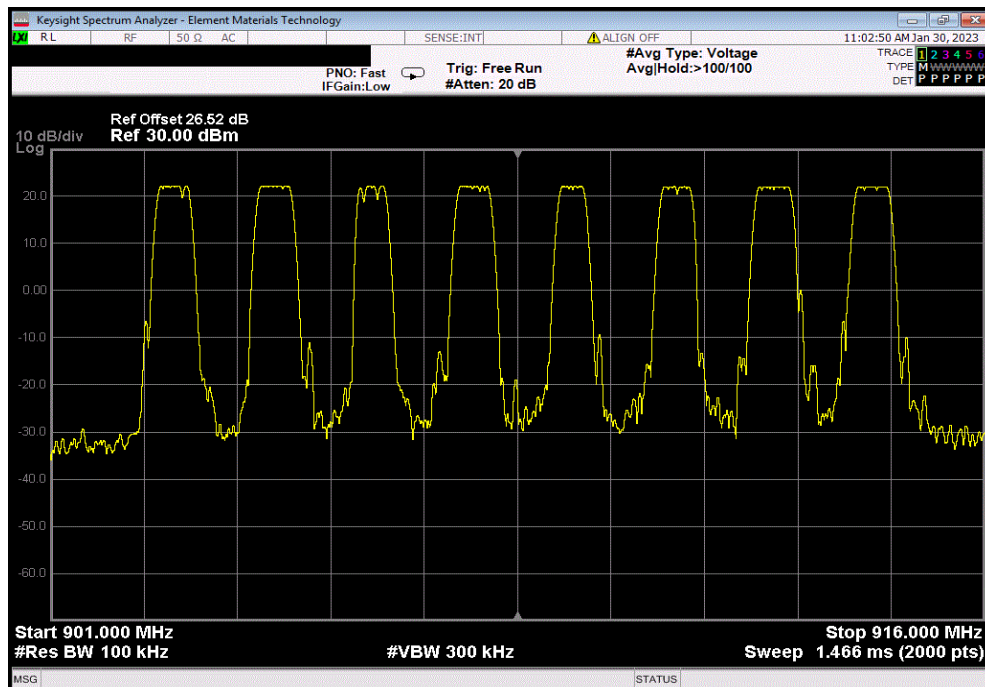 Keysight Spectrum Analyzer - Element Materials Technology
LXI RL RF 50 Ω AC SENSE:INT ALIGN OFF 11:02:50 AM Jan 30, 2023
PNO: Fast
IFGain:Low
Trig: Free Run
#Atten: 20 dB
#Avg Type: Voltage
Avg|Hold:>100/100
TRACE 1 2 3 4 5 6
TYPE M W W W W W
DET P P P P P P
Ref Offset 26.52 dB
10 dB/div Ref 30.00 dBm
Log
20.0
10.0
0.00
-10.0
-20.0
-30.0
-40.0
-50.0
-60.0
Start 901.000 MHz Stop 916.000 MHz
#Res BW 100 kHz #VBW 300 kHz Sweep 1.466 ms (2000 pts)
MSG STATUS